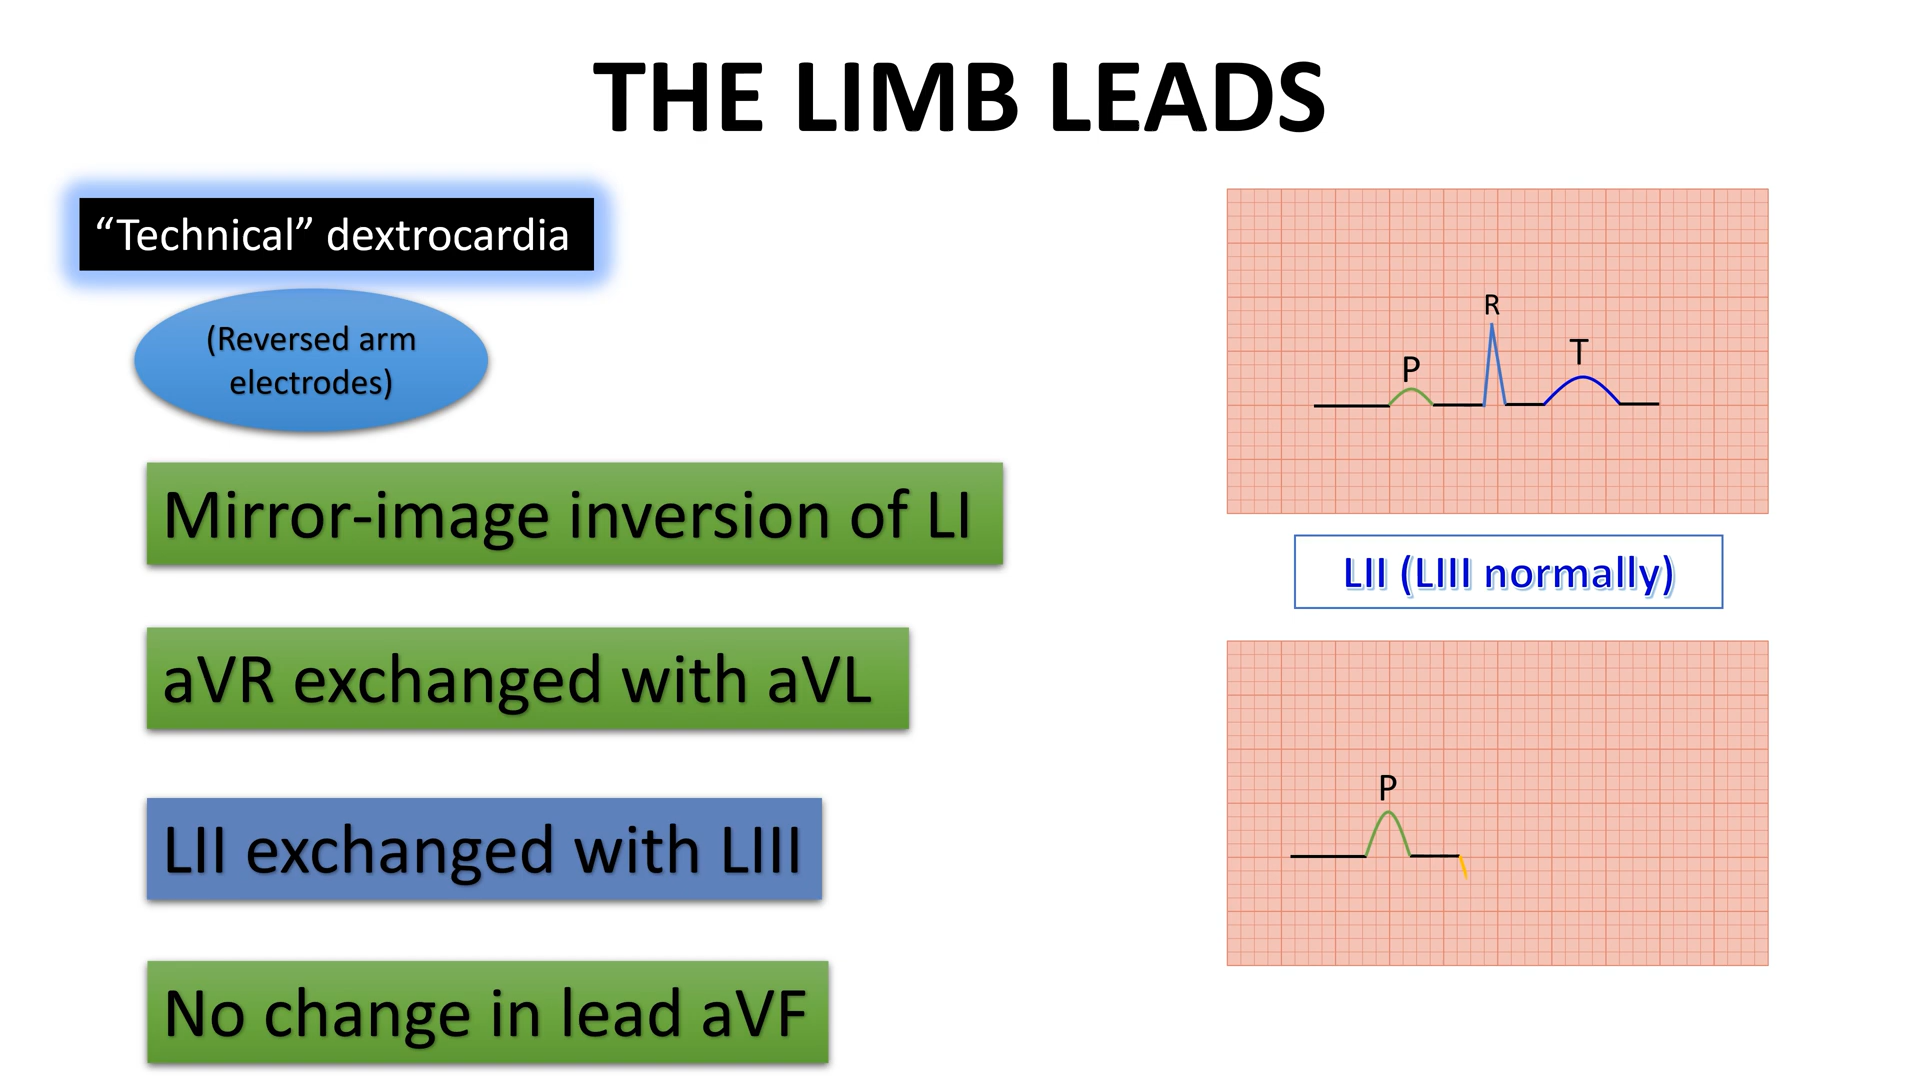 THE LIMB LEADS
“Technical” dextrocardia
(Reversed arm
electrodes)
Mirror-image inversion of LI
aVR exchanged with aVL
LII exchanged with LIII
No change in lead aVF
P
R
T
LII (LIII normally)
P